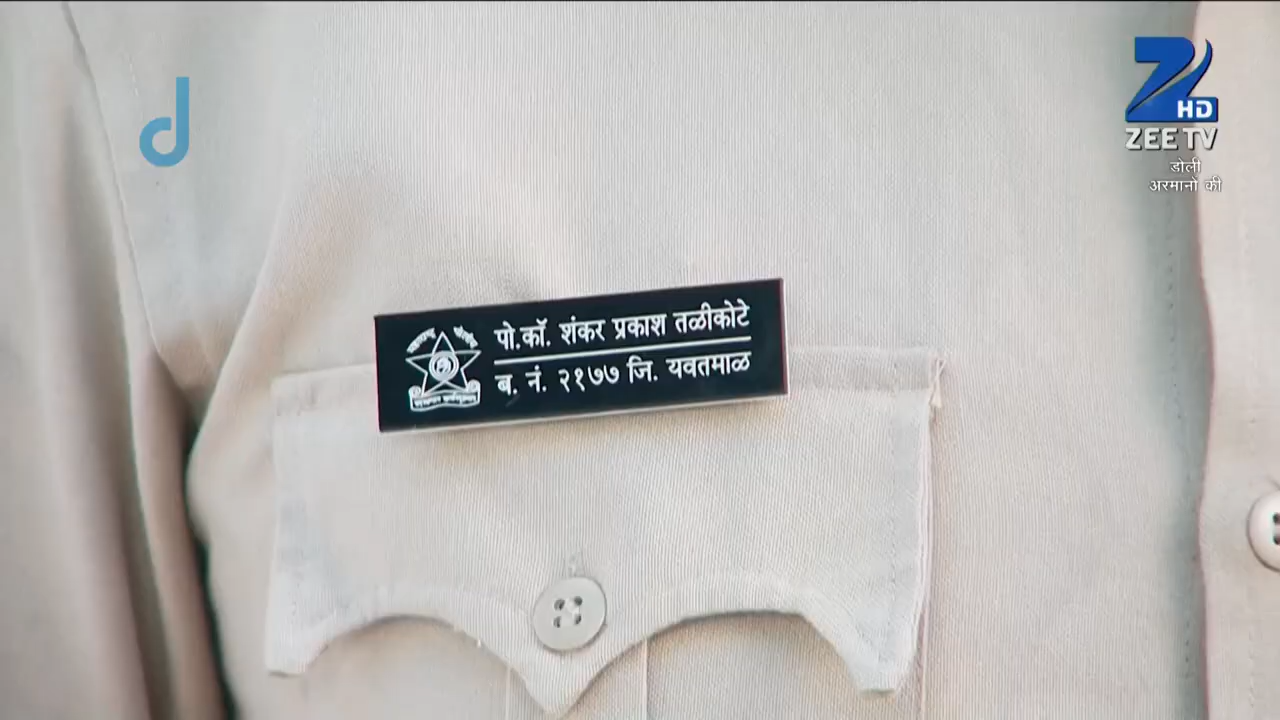 d
Z HD
ZEE TV
डोली
अरमानों की
पो.कॉ. शंकर प्रकाश तळीकोटे
ब. नं. २१७७ जि. यवतमाळ